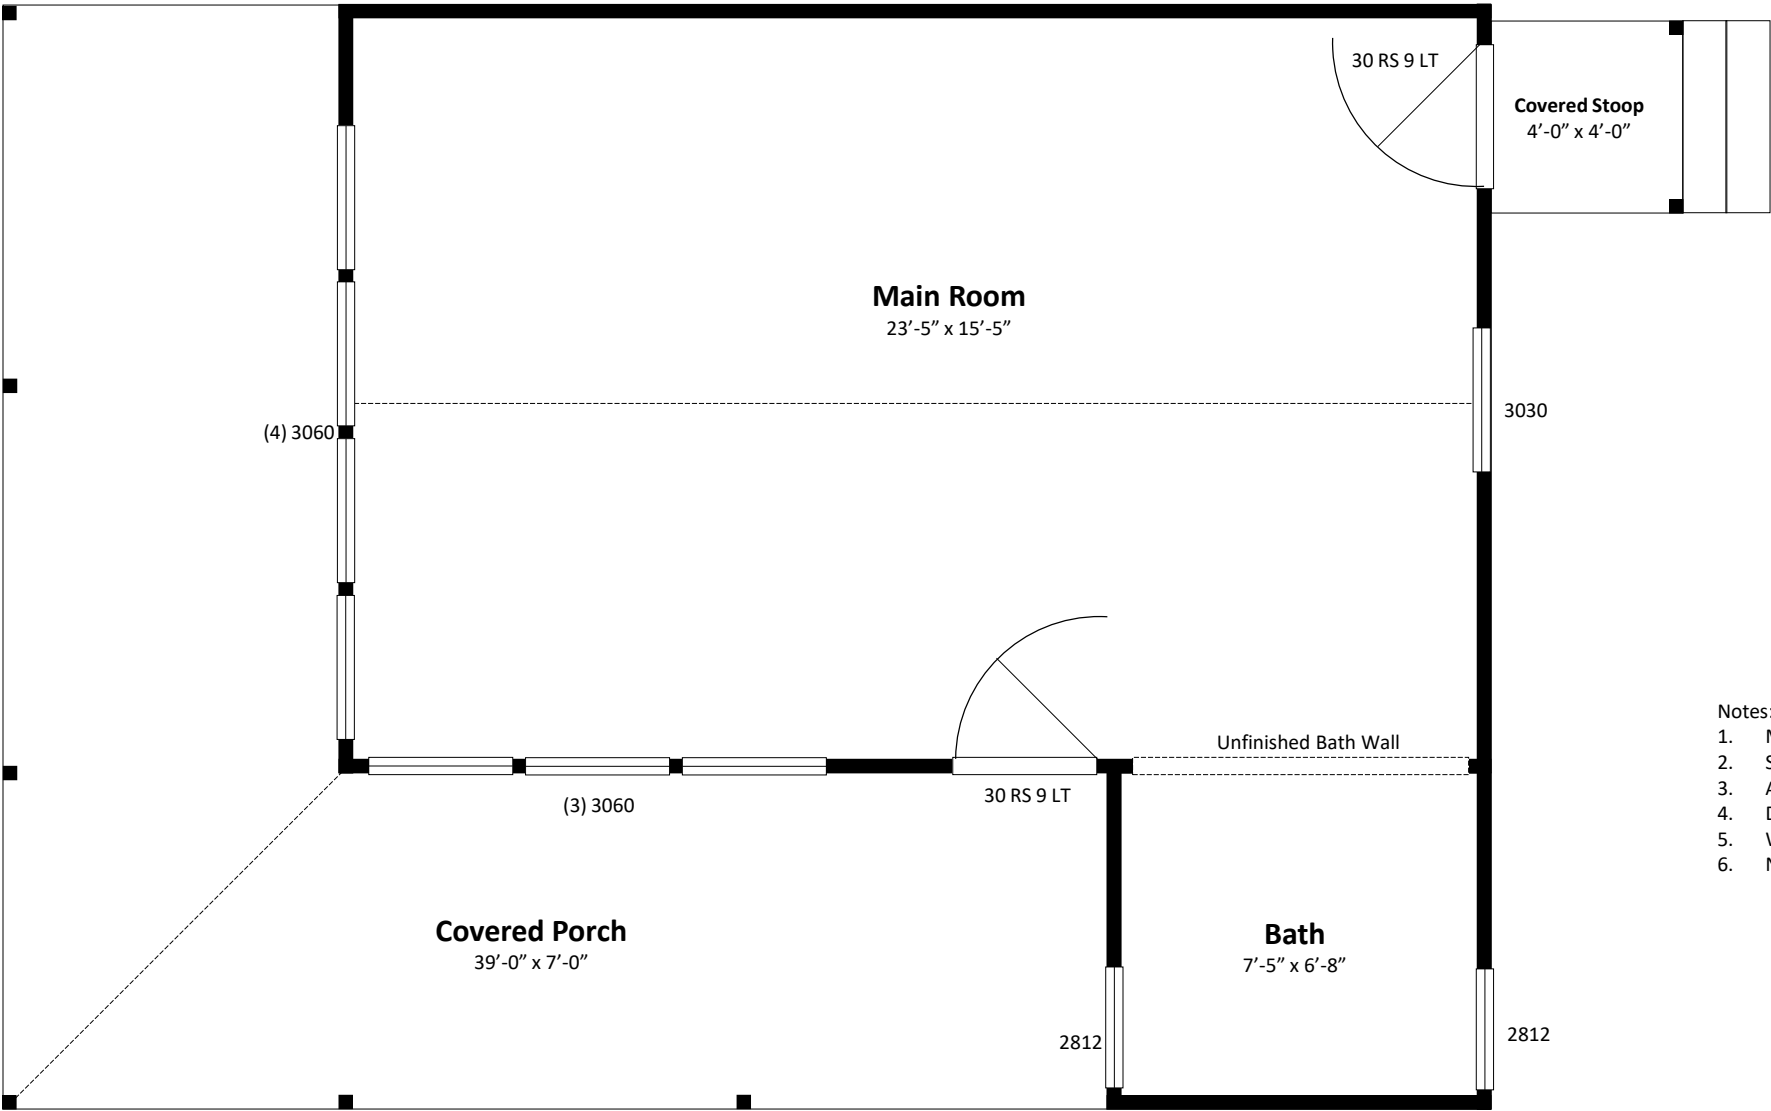 30 RS 9 LT
Covered Stoop
4’-0” x 4’-0”
Main Room
23’-5” x 15’-5”
(4) 3060
3030
Unfinished Bath Wall
(3) 3060
30 RS 9 LT
Covered Porch
39’-0” x 7’-0”
Bath
7’-5” x 6’-8”
2812
2812
Notes:
1.
2.
3.
4.
5.
6.